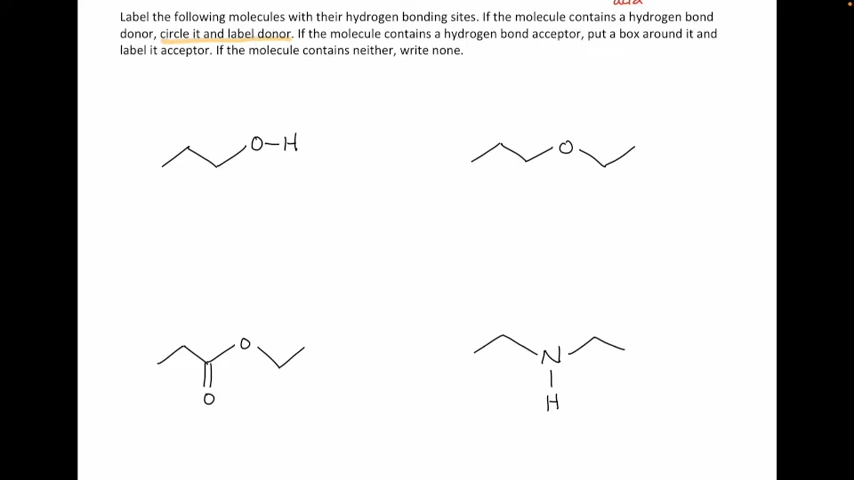 Label the following molecules with their hydrogen bonding sites. If the molecule contains a hydrogen bond
donor, circle it and label donor. If the molecule contains a hydrogen bond acceptor, put a box around it and
label it acceptor. If the molecule contains neither, write none.
O-H
O
O
O
N
H